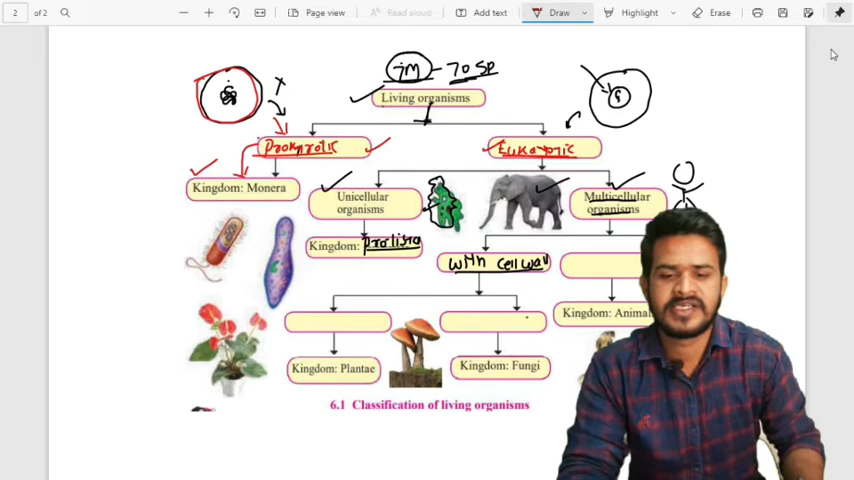 2 of 2
Page view
Read aloud
Add text
Draw
Highlight
Erase
70 SP
Living organisms
Prokaryotic
Eukaryotic
Kingdom: Monera
Unicellular
organisms
Multicellular
organisms
Kingdom: Protista
with cell wall
Kingdom: Animal
Kingdom: Plantae
Kingdom: Fungi
6.1 Classification of living organisms